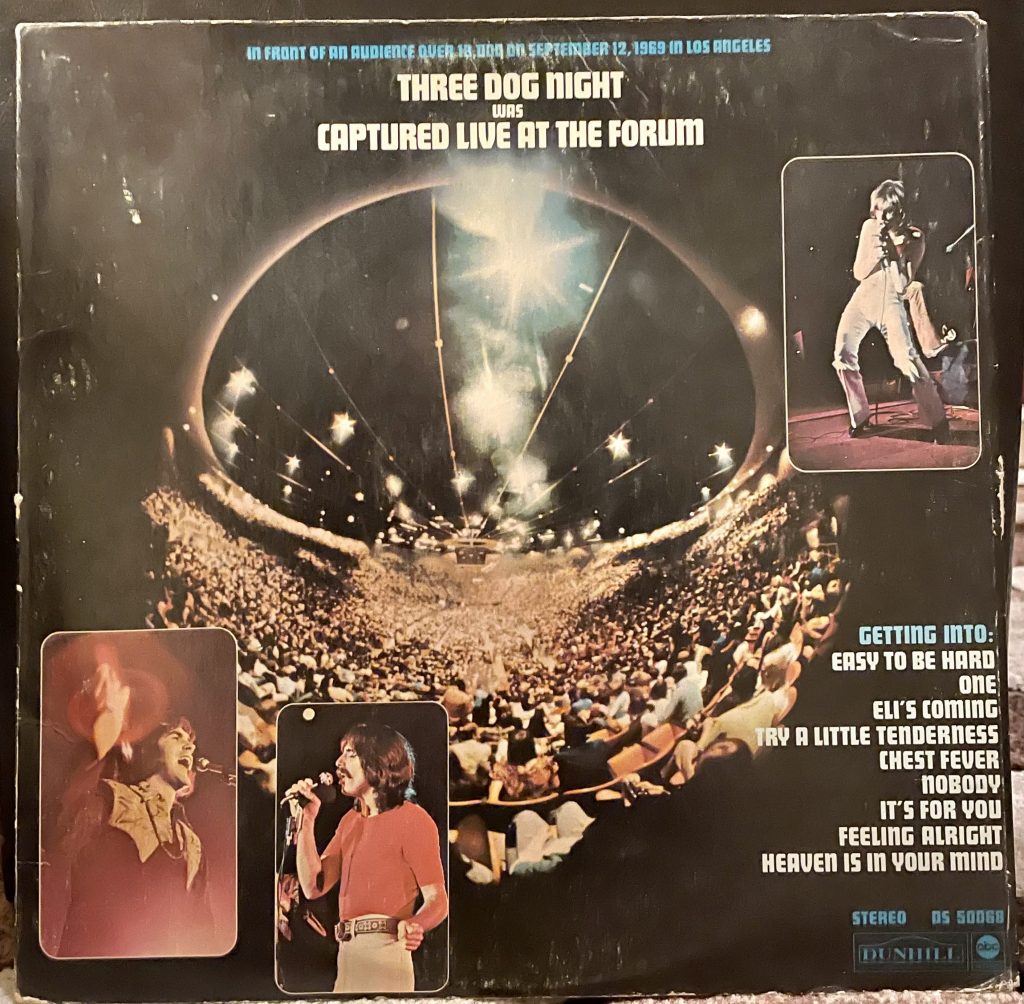 IN FRONT OF AN AUDIENCE OVER 18,000 ON SEPTEMBER 12, 1969 IN LOS ANGELES
THREE DOG NIGHT
WAS
CAPTURED LIVE AT THE FORUM
GETTING INTO:
EASY TO BE HARD
ONE
ELI'S COMING
TRY A LITTLE TENDERNESS
CHEST FEVER
NOBODY
IT'S FOR YOU
FEELING ALRIGHT
HEAVEN IS IN YOUR MIND
STEREO DS 50068
DUNHILL abc